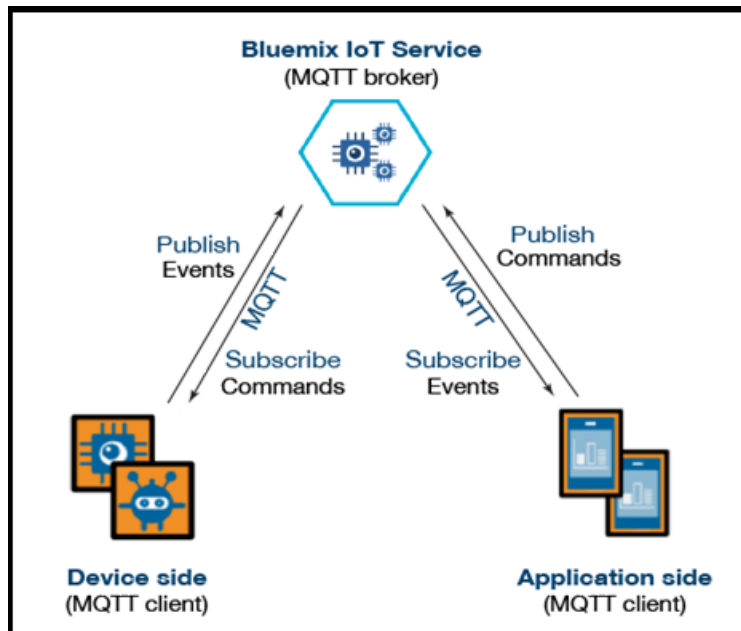 Bluemix IoT Service
(MQTT broker)
Publish
Events
MQTT
Subscribe
Commands
Publish
Commands
MQTT
Subscribe
Events
Device side
(MQTT client)
Application side
(MQTT client)